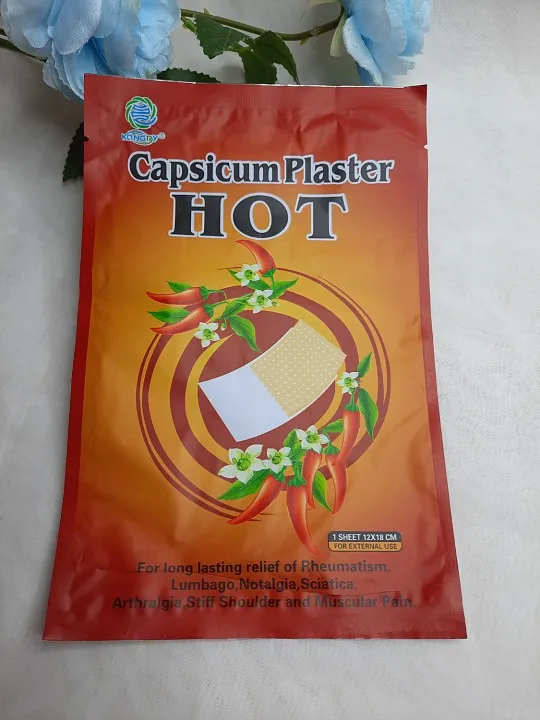 KONGDY®
Capsicum Plaster
HOT
1 SHEET 12X18 CM
FOR EXTERNAL USE
For long lasting relief of Rheumatism,
Lumbago,Notalgia,Sciatica,
Arthralgia,Stiff Shoulder and Muscular Pain